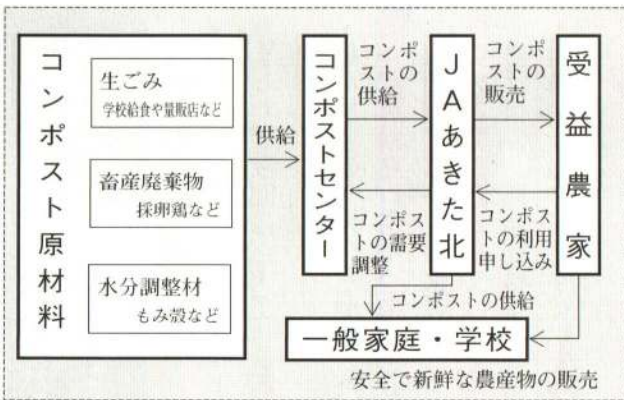 コンポスト原材料
生ごみ
学校給食や量販店など
畜産廃棄物
採卵鶏など
水分調整材
もみ殻など
供給
コンポストセンター
コンポ
ストの
供給
コンポス
トの需要
調整
JAあきた北
コンポ
ストの
販売
コンポス
トの利用
申し込み
受益農家
コンポストの供給
一般家庭・学校
安全で新鮮な農産物の販売